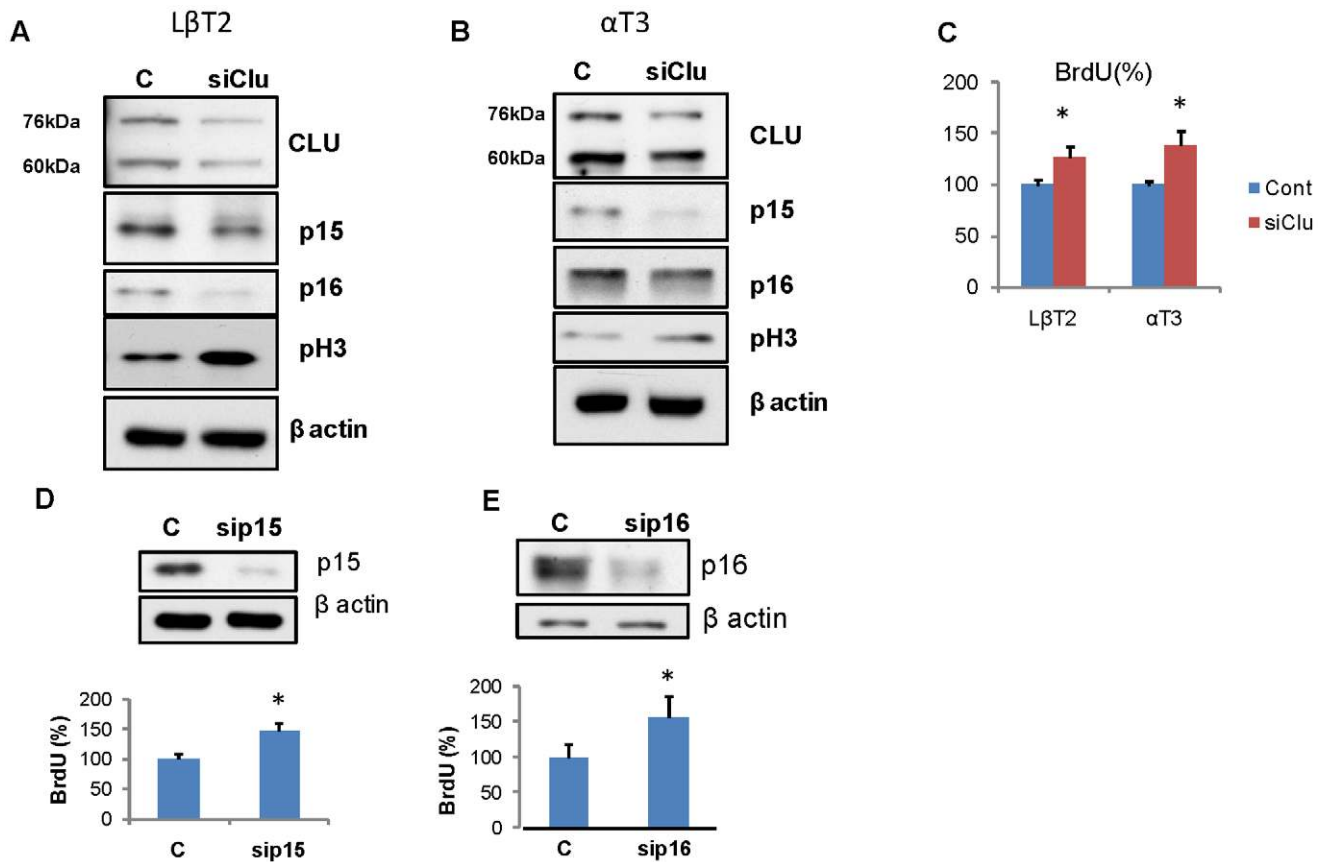 A
LβT2
C siClu
76kDa
60kDa
CLU
p15
p16
pH3
β actin
B
αT3
C siClu
76kDa
60kDa
CLU
p15
p16
pH3
β actin
C
BrdU(%)
200
150
100
50
0
* *
LβT2 αT3
Cont
siClu
D
C sip15
p15
β actin
BrdU (%)
200
150
100
50
0
*
C sip15
E
C sip16
p16
β actin
BrdU (%)
200
150
100
50
0
*
C sip16